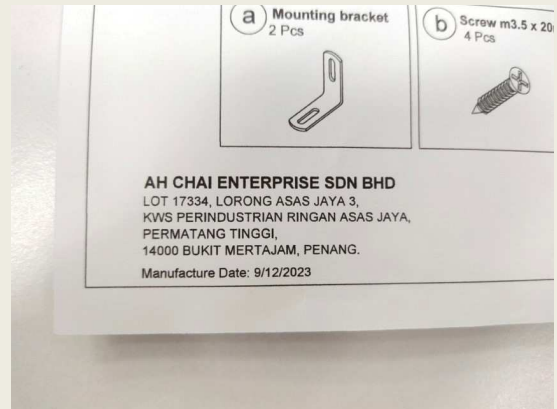 a
Mounting bracket
2 Pcs
b
Screw m3.5 x
4 Pcs
AH CHAI ENTERPRISE SDN BHD
LOT 17334, LORONG ASAS JAYA 3,
KWS PERINDUSTRIAN RINGAN ASAS JAYA,
PERMATANG TINGGI,
14000 BUKIT MERTAJAM, PENANG.
Manufacture Date: 9/12/2023